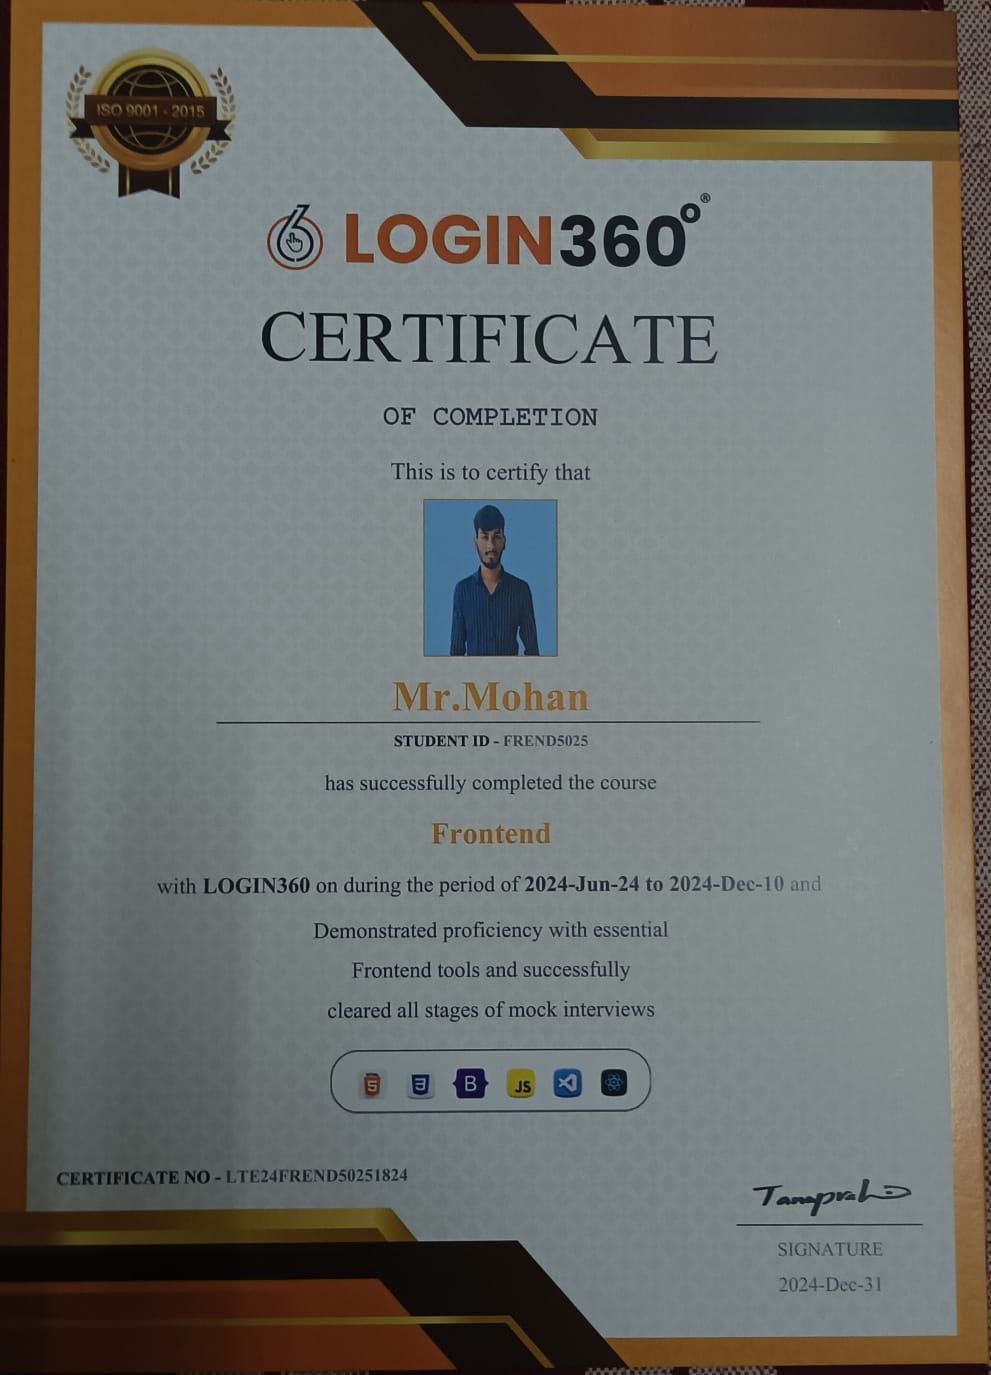 ISO 9001 - 2015
LOGIN360°®
CERTIFICATE
OF COMPLETION
This is to certify that
Mr.Mohan
STUDENT ID - FREND5025
has successfully completed the course
Frontend
with LOGIN360 on during the period of 2024-Jun-24 to 2024-Dec-10 and
Demonstrated proficiency with essential
Frontend tools and successfully
cleared all stages of mock interviews
5 3 B JS
CERTIFICATE NO - LTE24FREND50251824
SIGNATURE
2024-Dec-31